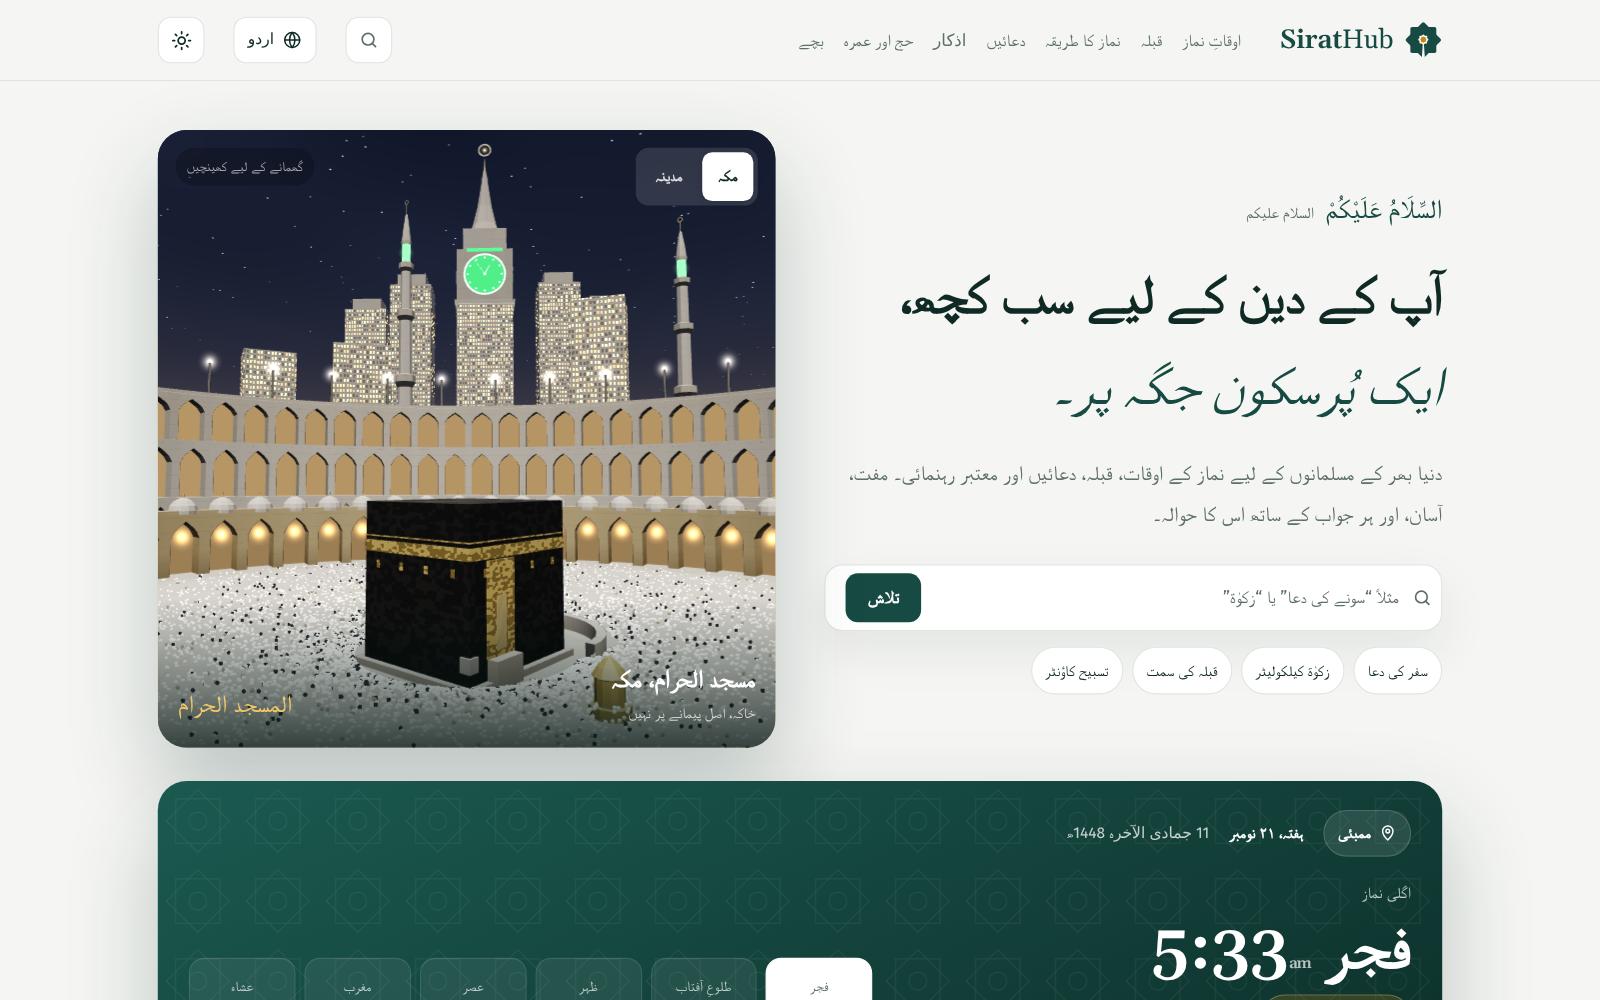 SiratHub
اوقاتِ نماز
قبلہ
نماز کا طریقہ
دعائیں
اذکار
حج اور عمرہ
بچے
اردو
السَّلَامُ عَلَيْكُمْ السلام علیکم
آپ کے دین کے لیے سب کچھ،
ایک پُرسکون جگہ پر۔
دنیا بھر کے مسلمانوں کے لیے نماز کے اوقات، قبلہ، دعائیں اور معتبر رہنمائی۔ مفت،
آسان، اور ہر جواب کے ساتھ اس کا حوالہ۔
مثلاً “سونے کی دعا” یا “زکوٰۃ”
تلاش
سفر کی دعا
زکوٰۃ کیلکولیٹر
قبلہ کی سمت
تسبیح کاؤنٹر
مکہ
مدینہ
گھمانے کے لیے کھینچیں
مسجد الحرام، مکہ
خاکہ، اصل پیمانے پر نہیں
المسجد الحرام
ممبئی
ہفتہ، ۲۱ نومبر
11 جمادی الآخرہ 1448ھ
اگلی نماز
فجر 5:33 am
فجر
طلوعِ آفتاب
ظہر
عصر
مغرب
عشاء